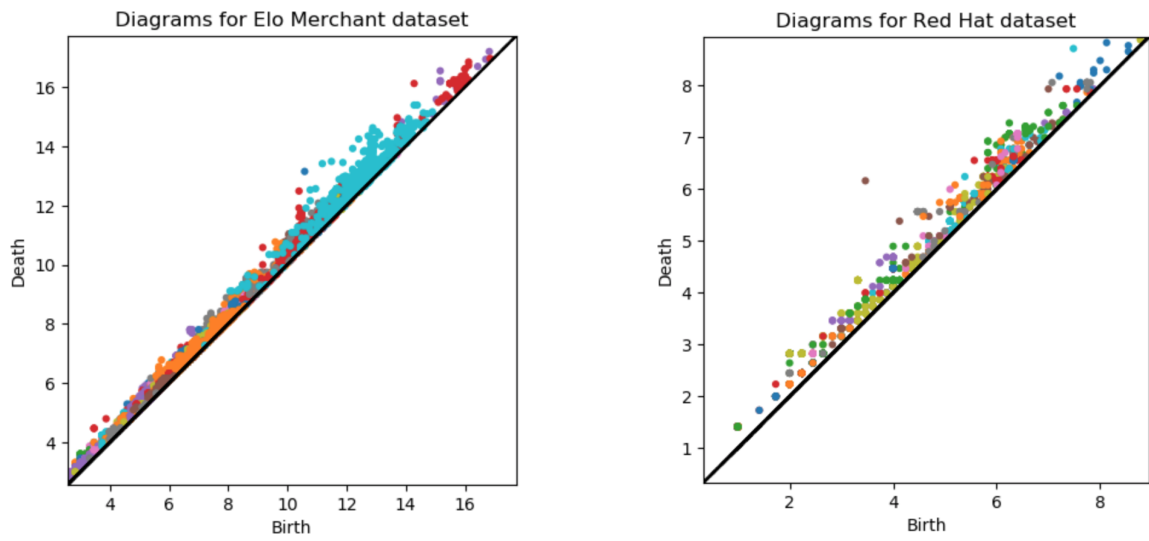 Diagrams for Elo Merchant dataset
16
14
12
10
8
6
4
Death
4 6 8 10 12 14 16
Birth
Diagrams for Red Hat dataset
8
7
6
5
4
3
2
1
Death
2 4 6 8
Birth